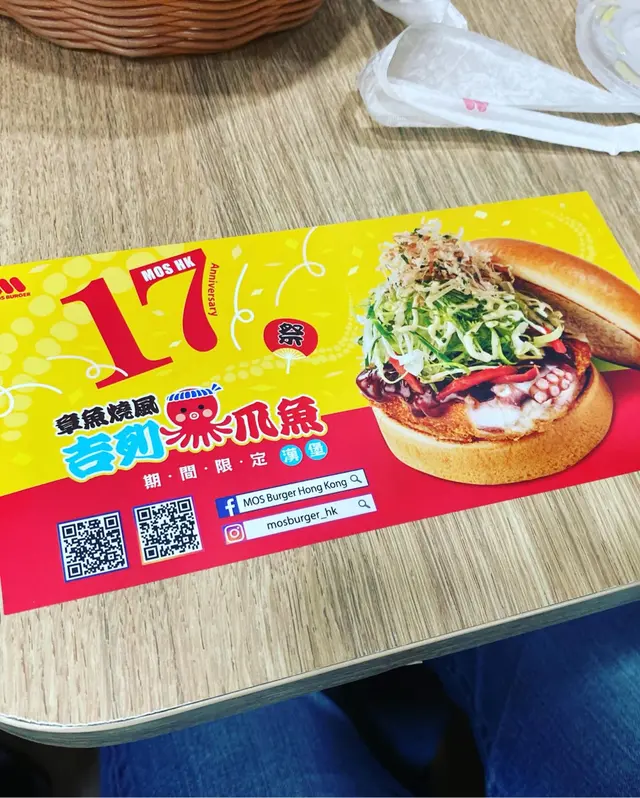 MOS BURGER
17
MOS HK
Anniversary
祭
章魚燒風
吉列爪魚
期·間·限·定 漢堡
MOS Burger Hong Kong
mosburger_hk